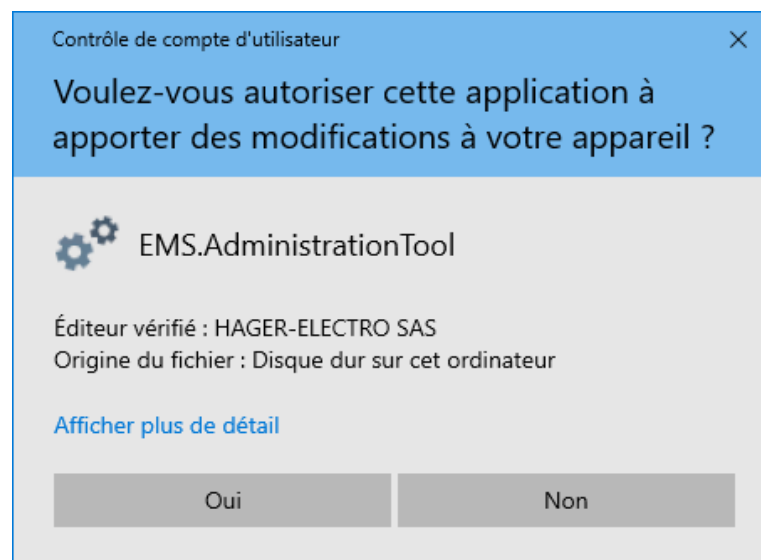 Contrôle de compte d'utilisateur
Voulez-vous autoriser cette application à
apporter des modifications à votre appareil ?
EMS.AdministrationTool
Éditeur vérifié : HAGER-ELECTRO SAS
Origine du fichier : Disque dur sur cet ordinateur
Afficher plus de détail
Oui
Non